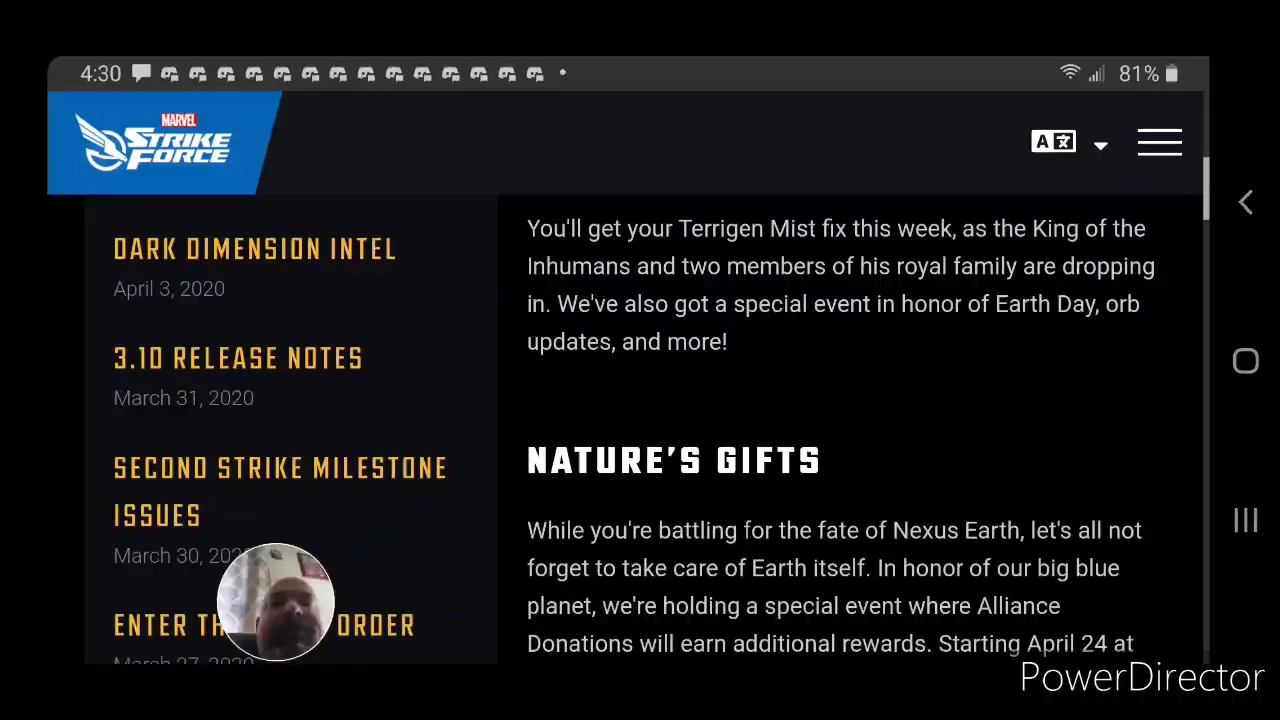 4:30
81%
MARVEL
STRIKE
FORCE
A文
DARK DIMENSION INTEL
April 3, 2020
3.10 RELEASE NOTES
March 31, 2020
SECOND STRIKE MILESTONE
ISSUES
March 30, 202
ENTER TH ORDER
March 27, 2020
You'll get your Terrigen Mist fix this week, as the King of the
Inhumans and two members of his royal family are dropping
in. We've also got a special event in honor of Earth Day, orb
updates, and more!
NATURE'S GIFTS
While you're battling for the fate of Nexus Earth, let's all not
forget to take care of Earth itself. In honor of our big blue
planet, we're holding a special event where Alliance
Donations will earn additional rewards. Starting April 24 at
PowerDirector